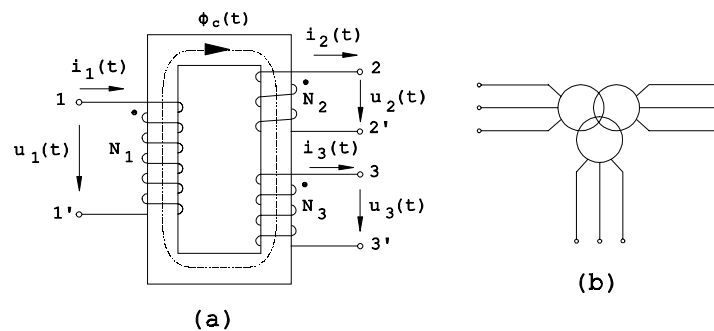 ϕc(t)
i1(t)
i2(t)
1
2
N1
N2
u1(t)
u2(t)
2'
i3(t)
3
N3
u3(t)
1'
3'
(a)
(b)